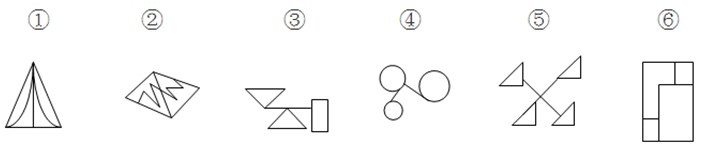 ① ② ③ ④ ⑤ ⑥